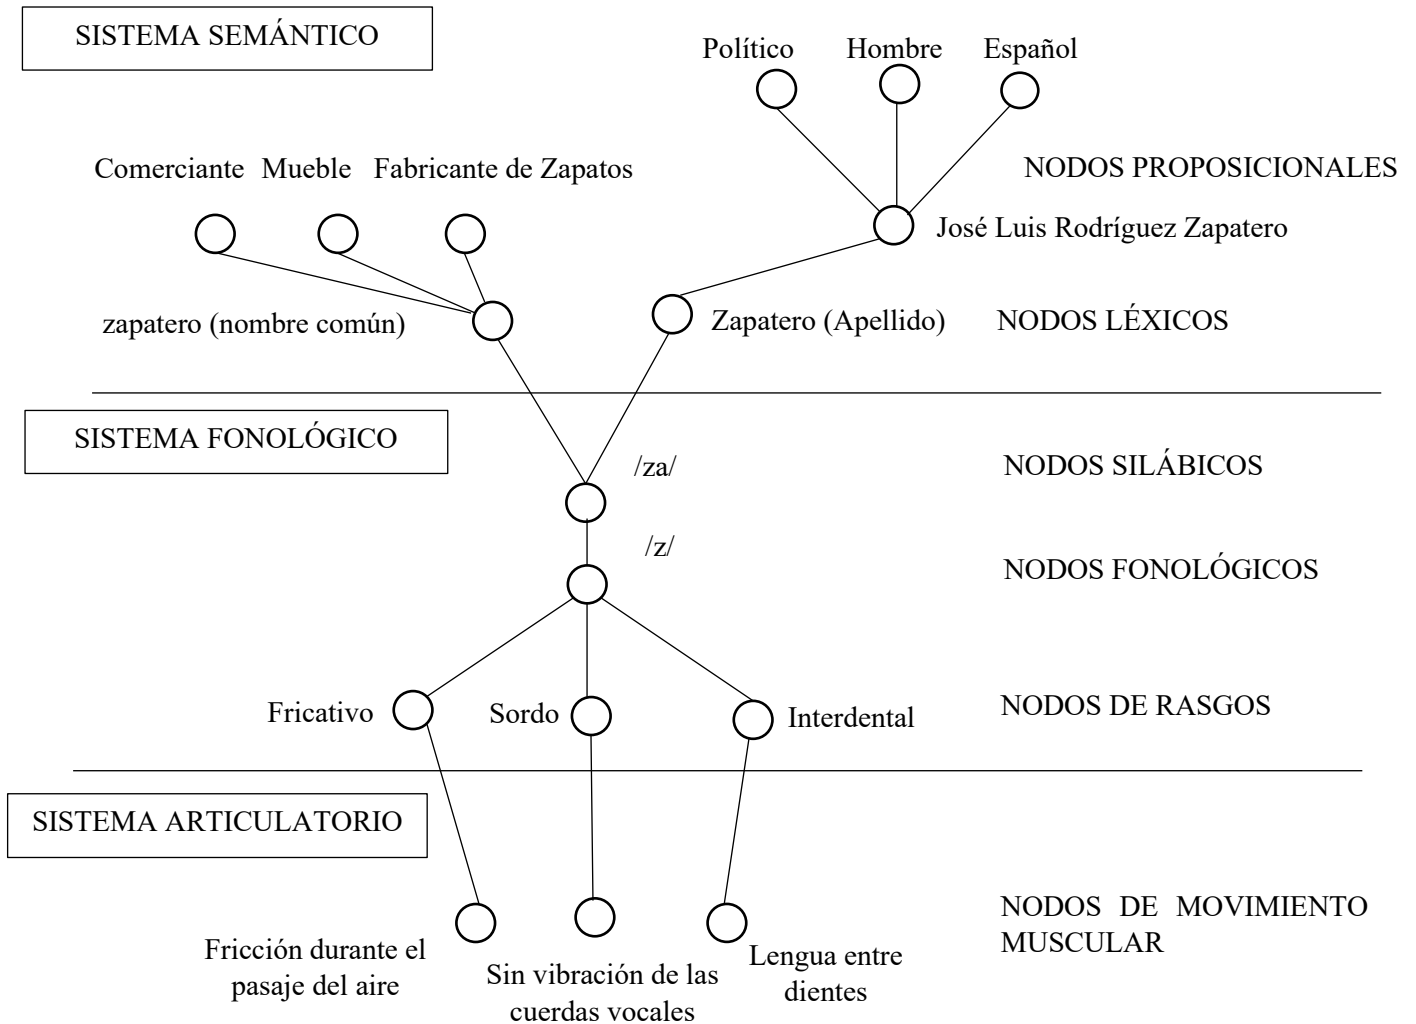 SISTEMA SEMÁNTICO
Político Hombre Español
Comerciante Mueble Fabricante de Zapatos
NODOS PROPOSICIONALES
José Luis Rodríguez Zapatero
zapatero (nombre común)
Zapatero (Apellido)
NODOS LÉXICOS
SISTEMA FONOLÓGICO
/za/
NODOS SILÁBICOS
/z/
NODOS FONOLÓGICOS
Fricativo
Sordo
Interdental
NODOS DE RASGOS
SISTEMA ARTICULATORIO
NODOS DE MOVIMIENTO
MUSCULAR
Fricción durante el
pasaje del aire
Sin vibración de las
cuerdas vocales
Lengua entre
dientes